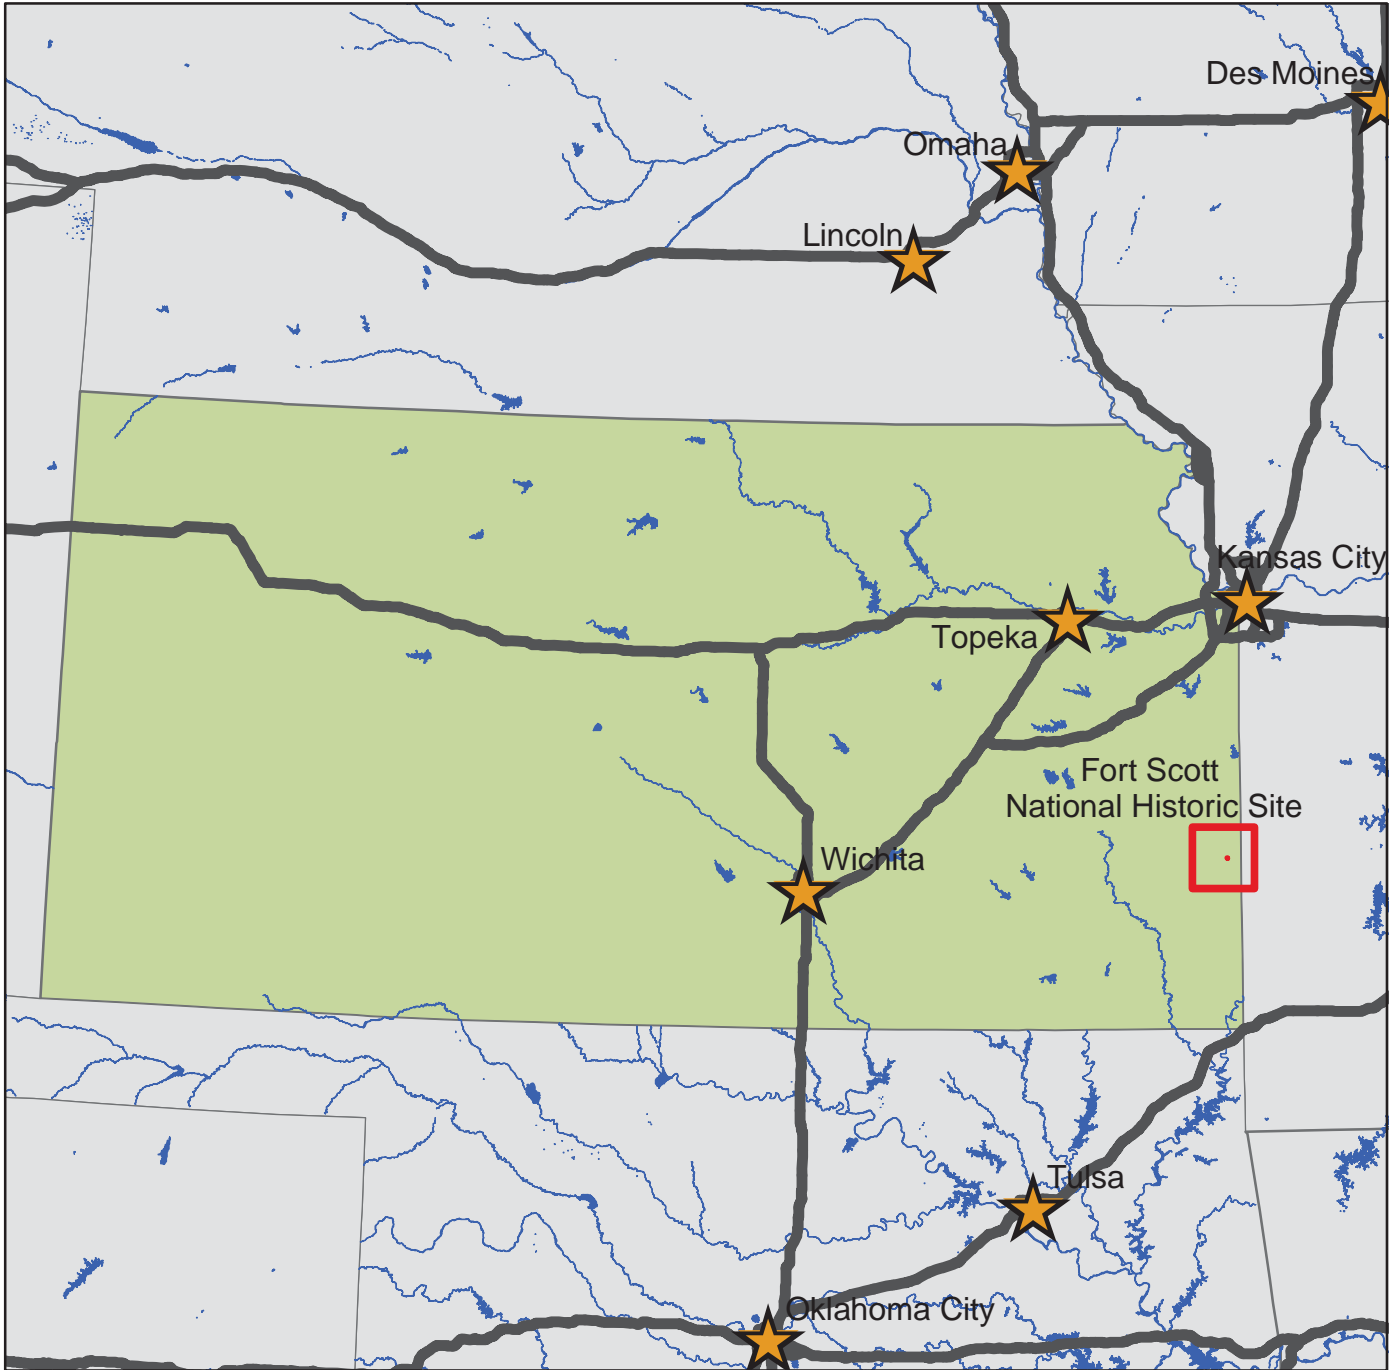 Des Moines
Omaha
Lincoln
Kansas City
Topeka
Fort Scott
National Historic Site
Wichita
Tulsa
Oklahoma City